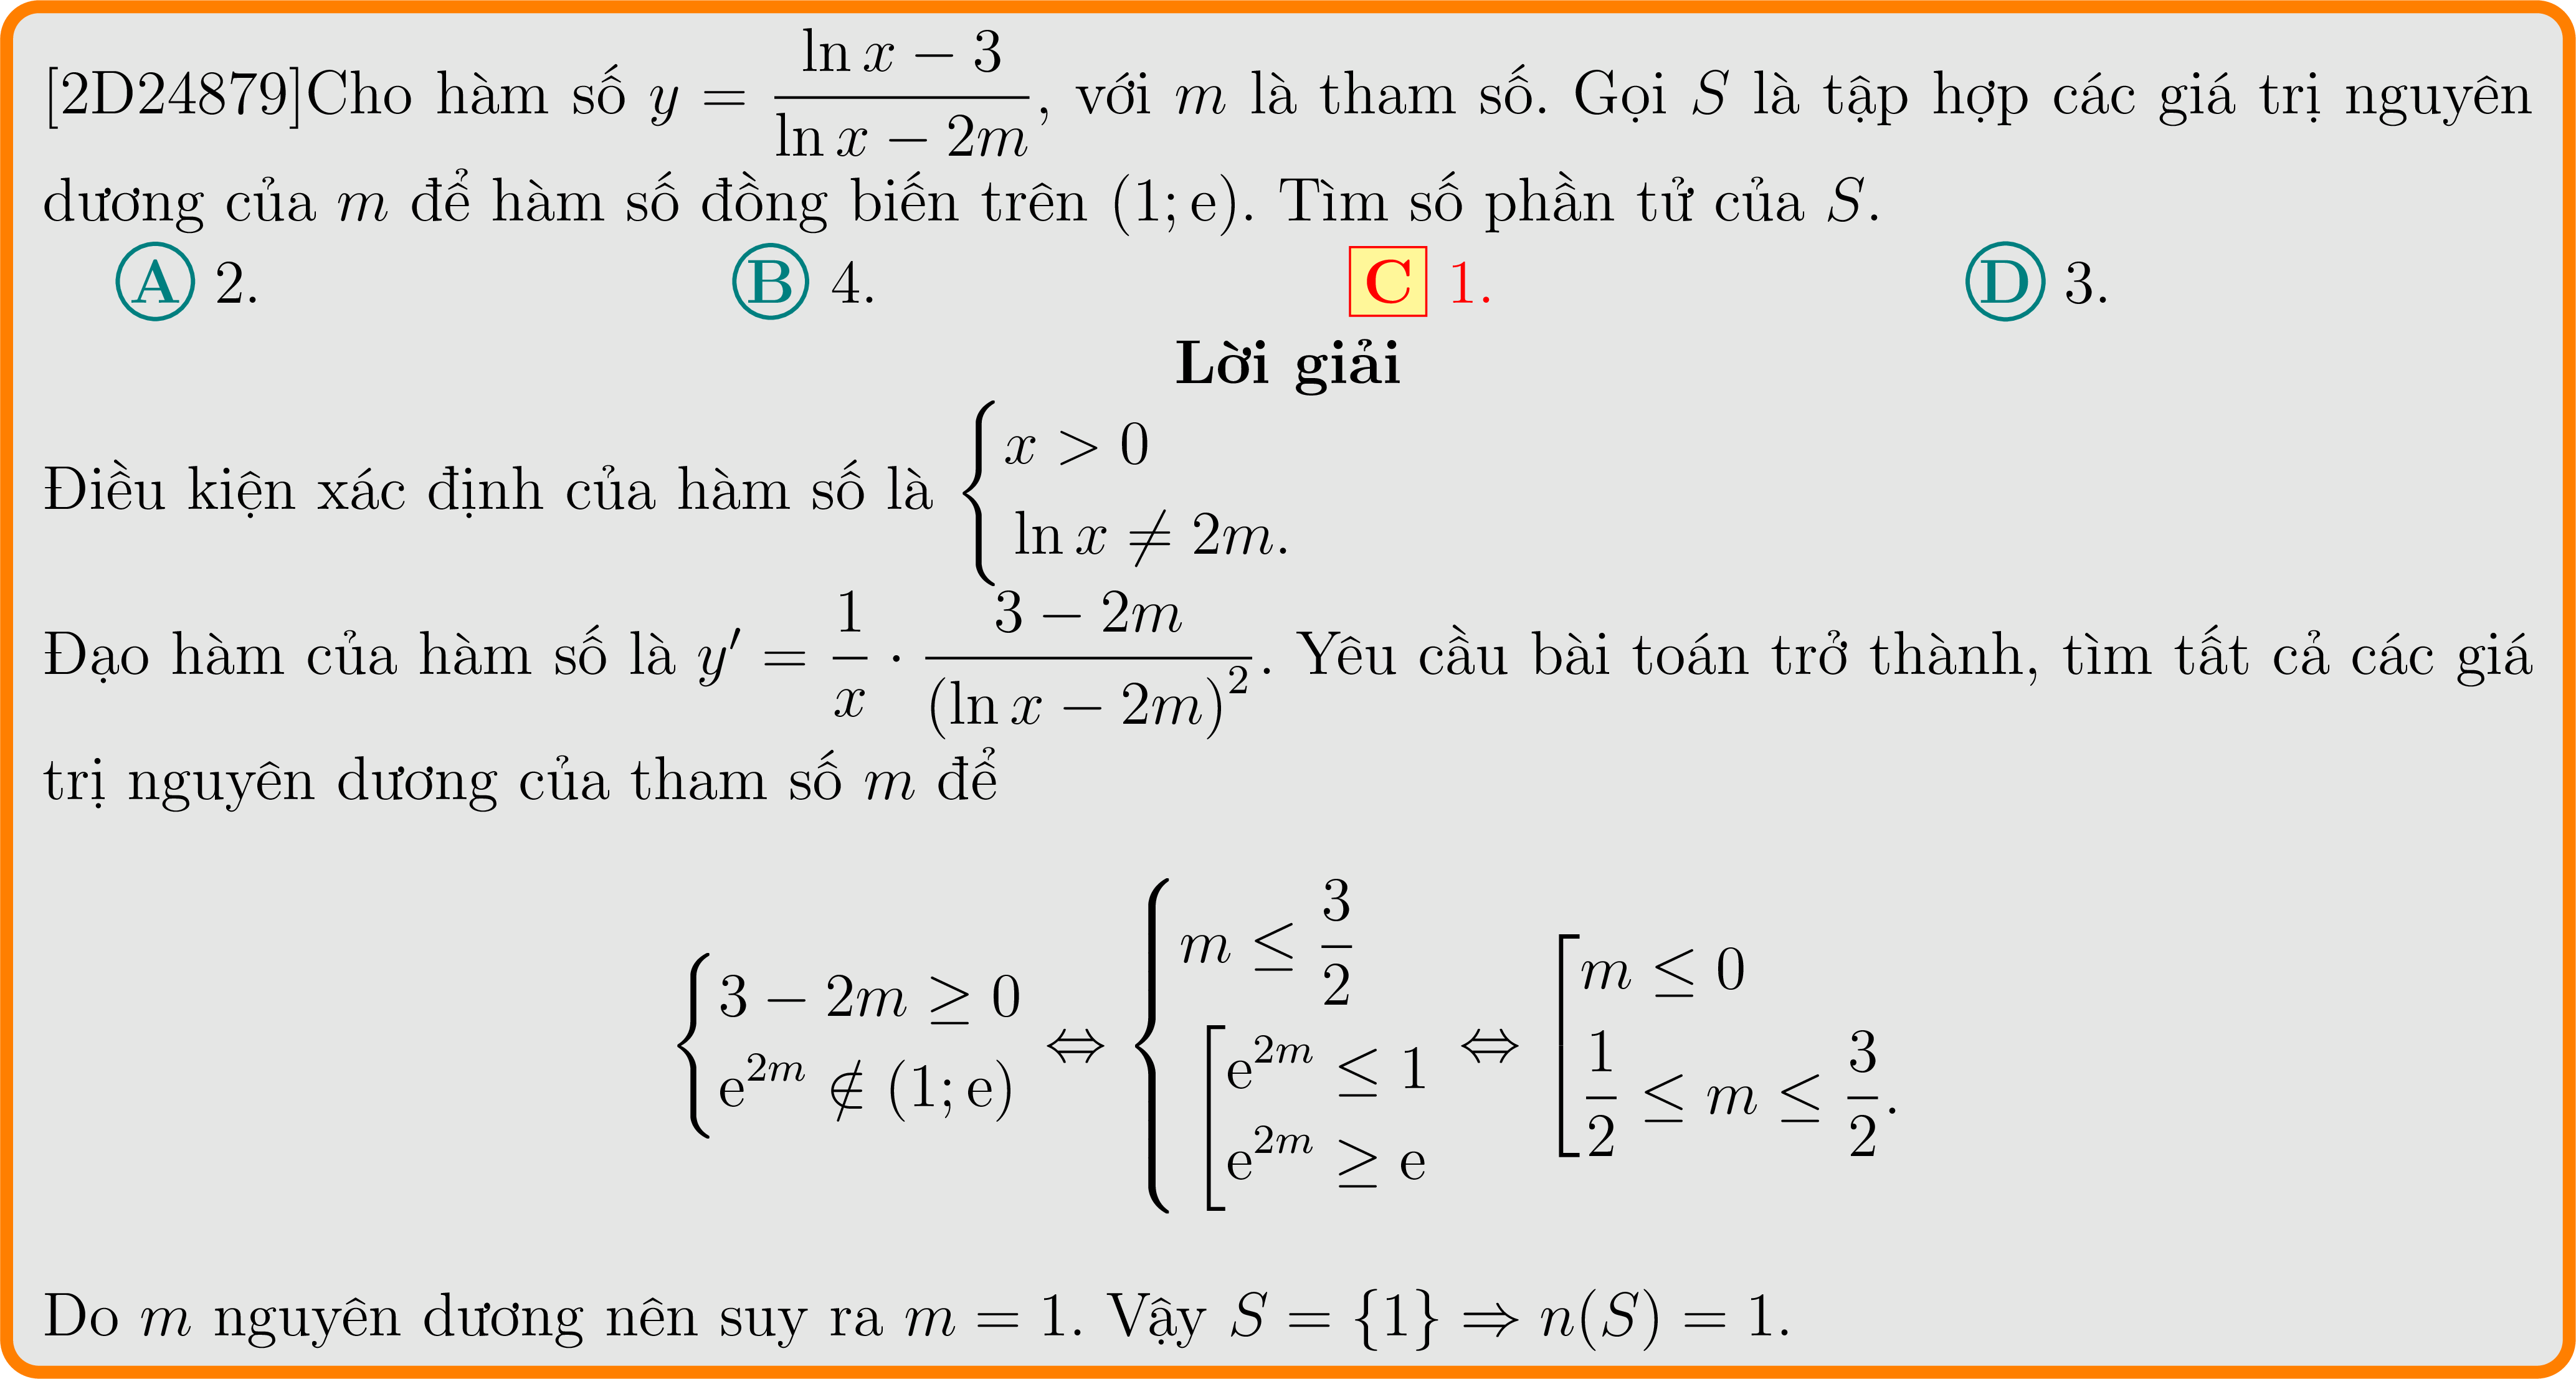 [2D24879]Cho hàm số $y = \dfrac{\ln x - 3}{\ln x - 2m}$, với $m$ là tham số. Gọi $S$ là tập hợp các giá trị nguyên
dương của $m$ để hàm số đồng biến trên $(1; \mathrm{e})$. Tìm số phần tử của $S$.
A 2. B 4. C 1. D 3.
Lời giải
Điều kiện xác định của hàm số là $\begin{cases} x > 0 \\ \ln x \neq 2m. \end{cases}$
Đạo hàm của hàm số là $y' = \dfrac{1}{x} \cdot \dfrac{3 - 2m}{(\ln x - 2m)^2}$. Yêu cầu bài toán trở thành, tìm tất cả các giá
trị nguyên dương của tham số $m$ để
$\begin{cases} 3 - 2m \geq 0 \\ \mathrm{e}^{2m} \notin (1; \mathrm{e}) \end{cases} \Leftrightarrow \begin{cases} m \leq \dfrac{3}{2} \\ \left[\begin{array}{l} \mathrm{e}^{2m} \leq 1 \\ \mathrm{e}^{2m} \geq \mathrm{e} \end{array}\right. \end{cases} \Leftrightarrow \left[\begin{array}{l} m \leq 0 \\ \dfrac{1}{2} \leq m \leq \dfrac{3}{2}. \end{array}\right.$
Do $m$ nguyên dương nên suy ra $m = 1$. Vậy $S = \{1\} \Rightarrow n(S) = 1$.